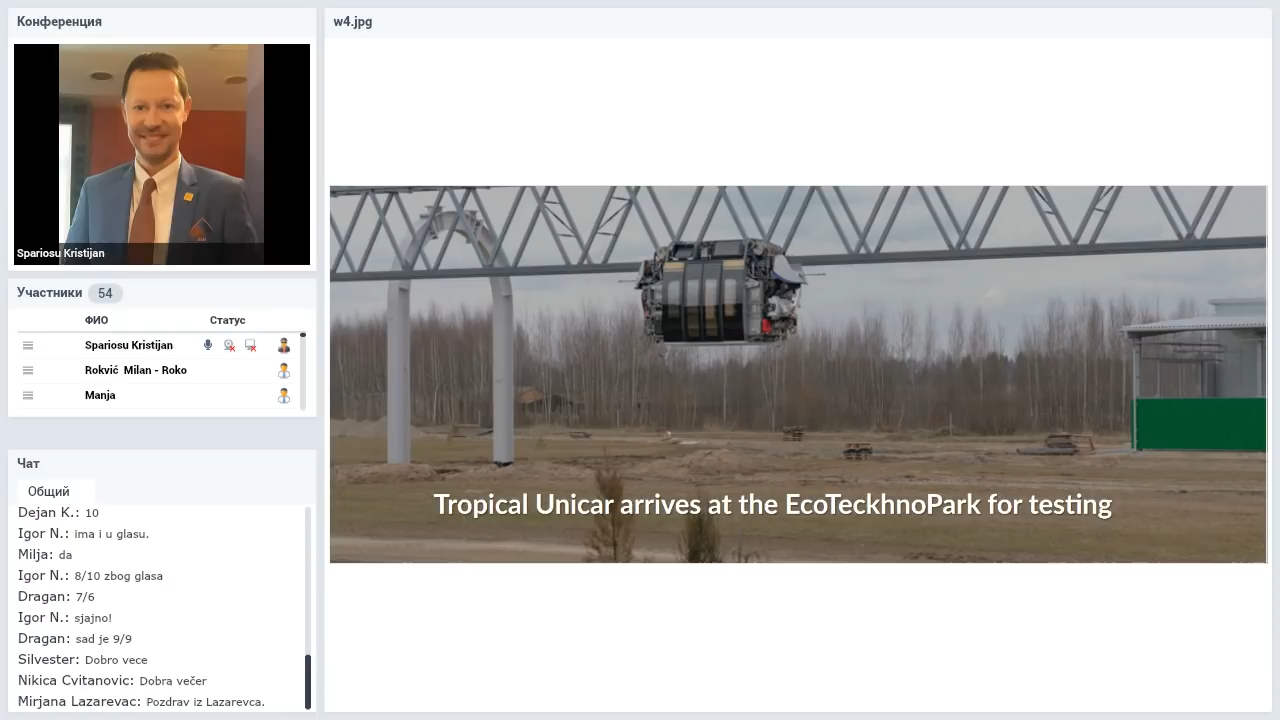 Конференция
Spariosu Kristijan
Участники 54
ФИО Статус
Spariosu Kristijan
Rokvić Milan - Roko
Manja
Чат
Общий
Dejan K.: 10
Igor N.: ima i u glasu.
Milja: da
Igor N.: 8/10 zbog glasa
Dragan: 7/6
Igor N.: sjajno!
Dragan: sad je 9/9
Silvester: Dobro vece
Nikica Cvitanovic: Dobra večer
Mirjana Lazarevac: Pozdrav iz Lazarevca.
w4.jpg
Tropical Unicar arrives at the EcoTeckhnoPark for testing